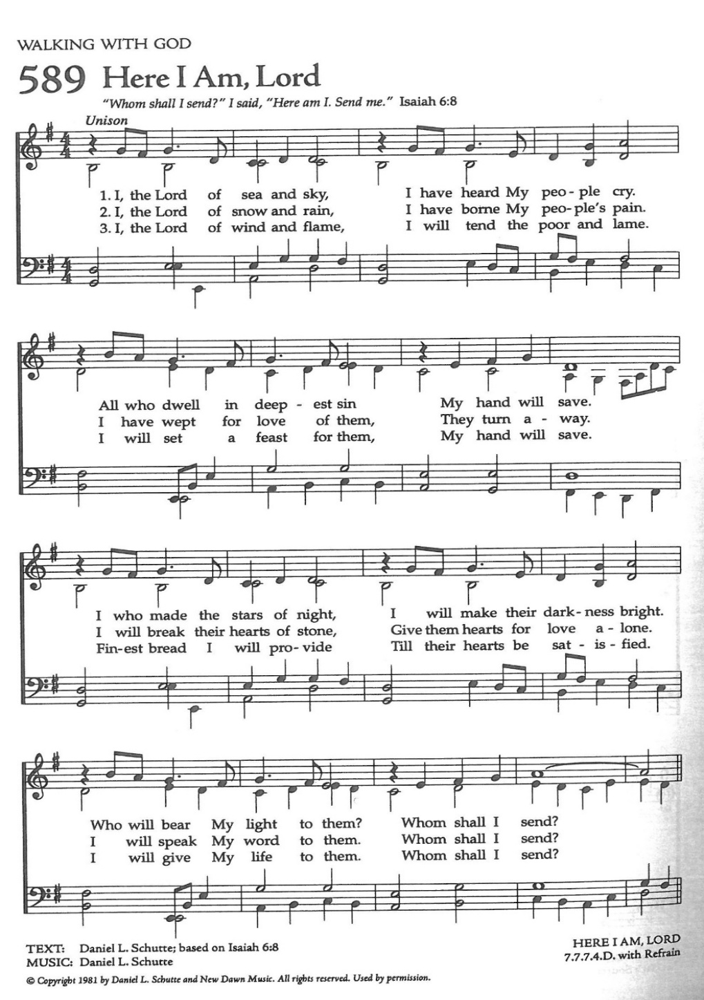 WALKING WITH GOD
589 Here I Am, Lord
"Whom shall I send?" I said, "Here am I. Send me." Isaiah 6:8
Unison
1. I, the Lord of sea and sky, I have heard My peo - ple cry.
2. I, the Lord of snow and rain, I have borne My peo - ple's pain.
3. I, the Lord of wind and flame, I will tend the poor and lame.
All who dwell in deep - est sin My hand will save.
I have wept for love of them, They turn a - way.
I will set a feast for them, My hand will save.
I who made the stars of night, I will make their dark - ness bright.
I will break their hearts of stone, Give them hearts for love a - lone.
Fin-est bread I will pro - vide Till their hearts be sat - is - fied.
Who will bear My light to them? Whom shall I send?
I will speak My word to them. Whom shall I send?
I will give My life to them. Whom shall I send?
TEXT: Daniel L. Schutte; based on Isaiah 6:8
MUSIC: Daniel L. Schutte
HERE I AM, LORD
7.7.7.4.D. with Refrain
© Copyright 1981 by Daniel L. Schutte and New Dawn Music. All rights reserved. Used by permission.